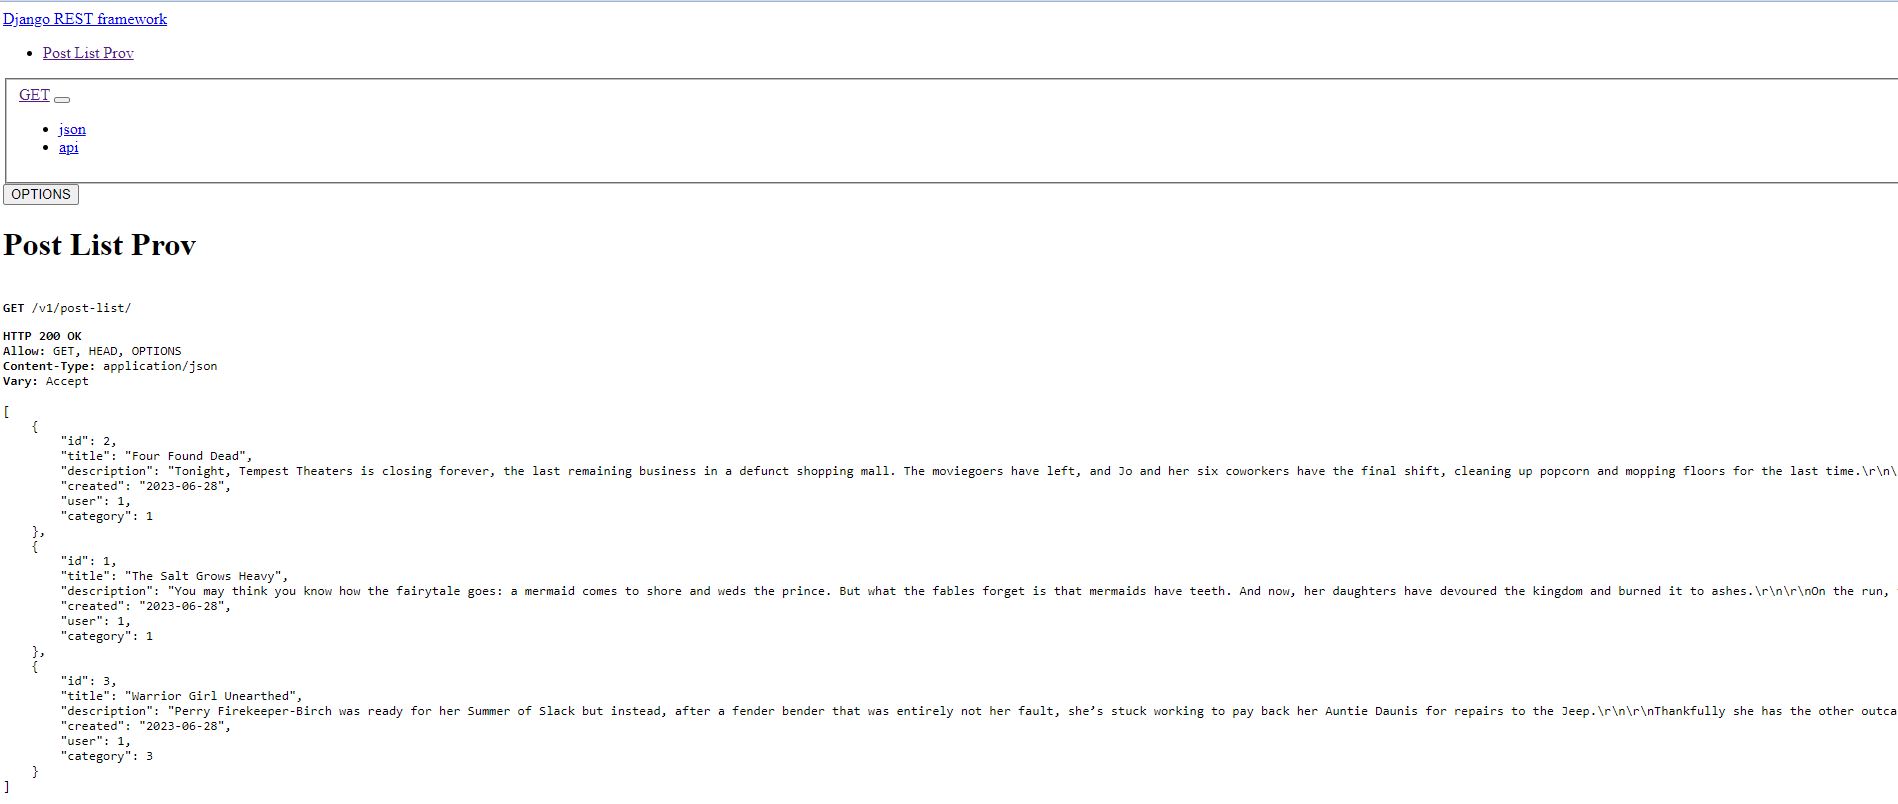 Django REST framework
Post List Prov
GET
json
api
OPTIONS
Post List Prov
GET /v1/post-list/
HTTP 200 OK
Allow: GET, HEAD, OPTIONS
Content-Type: application/json
Vary: Accept
[
    {
        "id": 2,
        "title": "Four Found Dead",
        "description": "Tonight, Tempest Theaters is closing forever, the last remaining business in a defunct shopping mall. The moviegoers have left, and Jo and her six coworkers have the final shift, cleaning up popcorn and mopping floors for the last time.\r\n\
        "created": "2023-06-28",
        "user": 1,
        "category": 1
    },
    {
        "id": 1,
        "title": "The Salt Grows Heavy",
        "description": "You may think you know how the fairytale goes: a mermaid comes to shore and weds the prince. But what the fables forget is that mermaids have teeth. And now, her daughters have devoured the kingdom and burned it to ashes.\r\n\r\nOn the run,
        "created": "2023-06-28",
        "user": 1,
        "category": 1
    },
    {
        "id": 3,
        "title": "Warrior Girl Unearthed",
        "description": "Perry Firekeeper-Birch was ready for her Summer of Slack but instead, after a fender bender that was entirely not her fault, she’s stuck working to pay back her Auntie Daunis for repairs to the Jeep.\r\n\r\nThankfully she has the other outca
        "created": "2023-06-28",
        "user": 1,
        "category": 3
    }
]